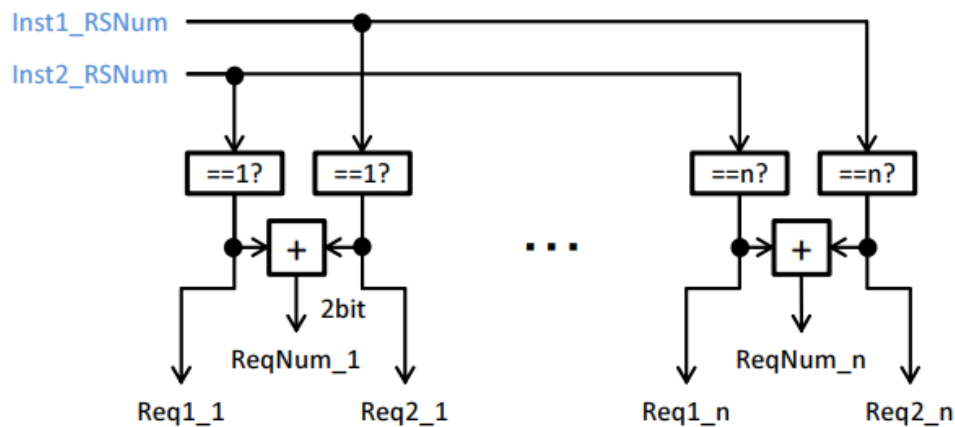 Inst1_RSNum
Inst2_RSNum
==1? ==1? ==n? ==n?
+ ... +
2bit
ReqNum_1 ReqNum_n
Req1_1 Req2_1 Req1_n Req2_n